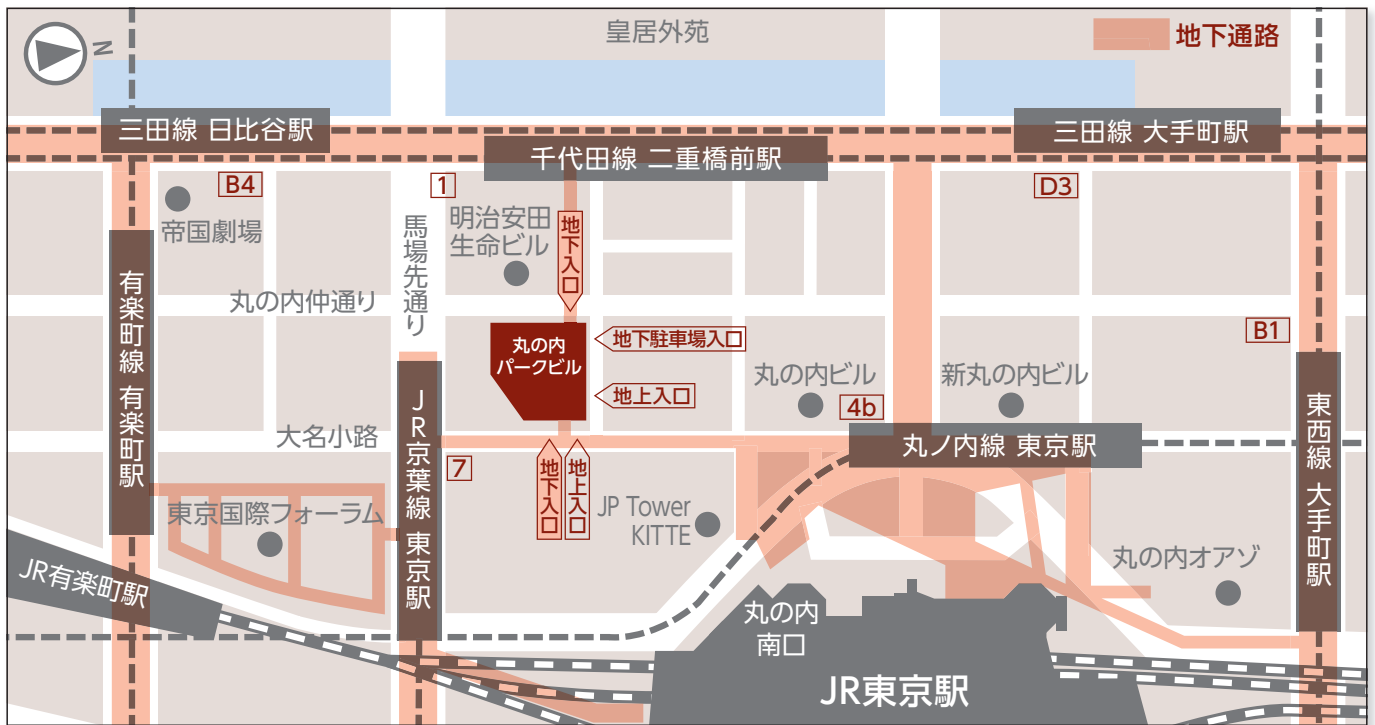 皇居外苑
地下通路
N
三田線 日比谷駅
千代田線 二重橋前駅
三田線 大手町駅
B4
1
D3
帝国劇場
明治安田
生命ビル
地下入口
馬場先通り
丸の内仲通り
有楽町線 有楽町駅
丸の内
パークビル
地下駐車場入口
地上入口
B1
丸の内ビル
新丸の内ビル
4b
JR京葉線 東京駅
大名小路
丸ノ内線 東京駅
東西線 大手町駅
7
地下入口
地上入口
JP Tower
KITTE
東京国際フォーラム
丸の内オアゾ
JR有楽町駅
丸の内
南口
JR東京駅